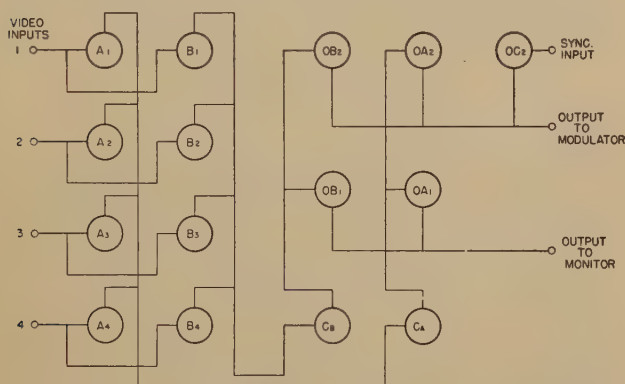 VIDEO
INPUTS
1
A1
B1
OB2
OA2
OC2
SYNC.
INPUT
2
A2
B2
OUTPUT
TO
MODULATOR
3
A3
B3
OB1
OA1
OUTPUT
TO
MONITOR
4
A4
B4
CB
CA